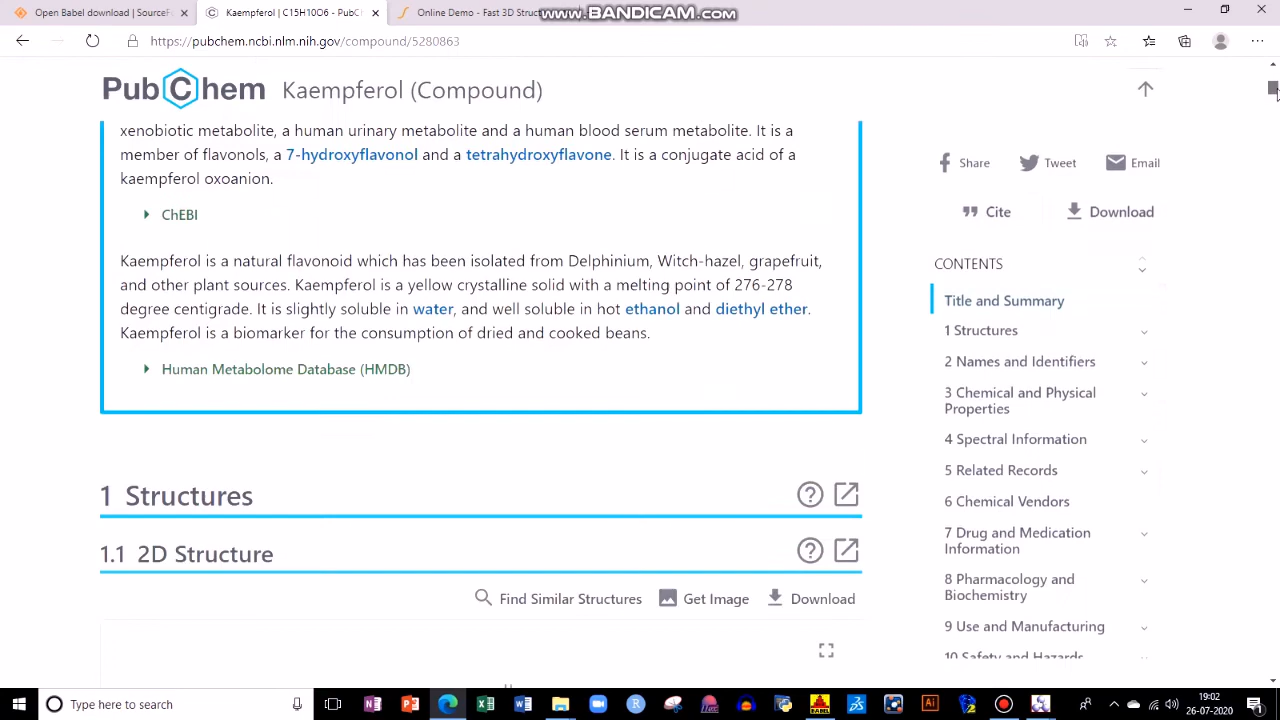 Open Babel download | SourceF
Kaempferol | C15H10O6 - PubCh
Online Demo - Fast 3D Struct
www.BANDICAM.com
https://pubchem.ncbi.nlm.nih.gov/compound/5280863
PubChem Kaempferol (Compound)
xenobiotic metabolite, a human urinary metabolite and a human blood serum metabolite. It is a
member of flavonols, a 7-hydroxyflavonol and a tetrahydroxyflavone. It is a conjugate acid of a
kaempferol oxoanion.
ChEBI
Kaempferol is a natural flavonoid which has been isolated from Delphinium, Witch-hazel, grapefruit,
and other plant sources. Kaempferol is a yellow crystalline solid with a melting point of 276-278
degree centigrade. It is slightly soluble in water, and well soluble in hot ethanol and diethyl ether.
Kaempferol is a biomarker for the consumption of dried and cooked beans.
Human Metabolome Database (HMDB)
1 Structures
1.1 2D Structure
Find Similar Structures Get Image Download
Share Tweet Email
Cite Download
CONTENTS
Title and Summary
1 Structures
2 Names and Identifiers
3 Chemical and Physical
Properties
4 Spectral Information
5 Related Records
6 Chemical Vendors
7 Drug and Medication
Information
8 Pharmacology and
Biochemistry
9 Use and Manufacturing
10 Safety and Hazards
Type here to search
19:02
26-07-2020